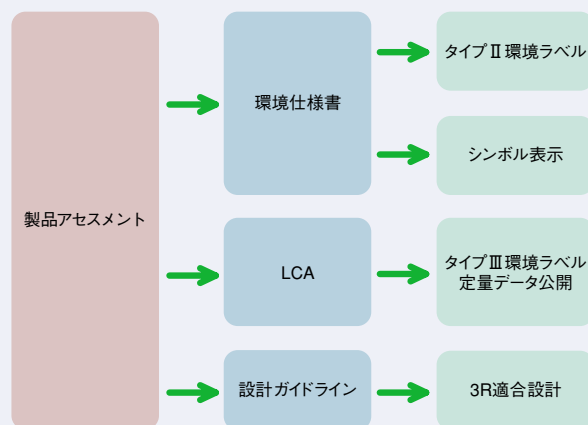 製品アセスメント
環境仕様書
タイプⅡ環境ラベル
シンボル表示
LCA
タイプⅢ環境ラベル
定量データ公開
設計ガイドライン
3R適合設計